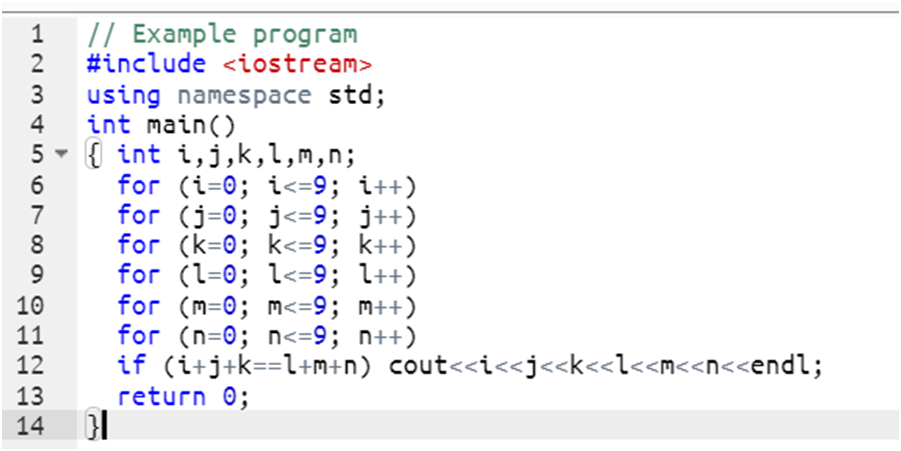 1 // Example program
2 #include <iostream>
3 using namespace std;
4 int main()
5 { int i,j,k,l,m,n;
6 for (i=0; i<=9; i++)
7 for (j=0; j<=9; j++)
8 for (k=0; k<=9; k++)
9 for (l=0; l<=9; l++)
10 for (m=0; m<=9; m++)
11 for (n=0; n<=9; n++)
12 if (i+j+k==l+m+n) cout<<i<<j<<k<<l<<m<<n<<endl;
13 return 0;
14 }